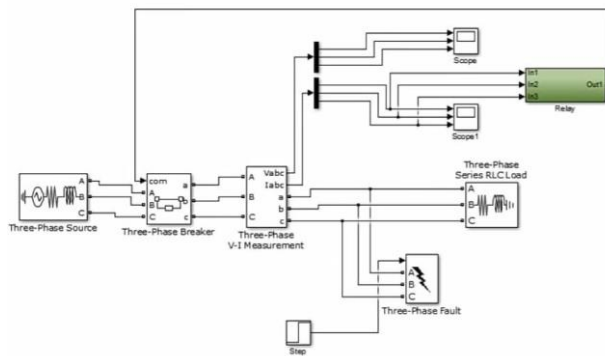 Scope
In1
In2
In3
Out1
Relay
Scope1
Vabc
Iabc
A
B
C
a
b
c
Three-Phase
V-I Measurement
com
A
B
C
a
b
c
Three-Phase Breaker
A
B
C
Three-Phase Source
Three-Phase
Series RLC Load
A
B
C
A
B
C
Three-Phase Fault
Step